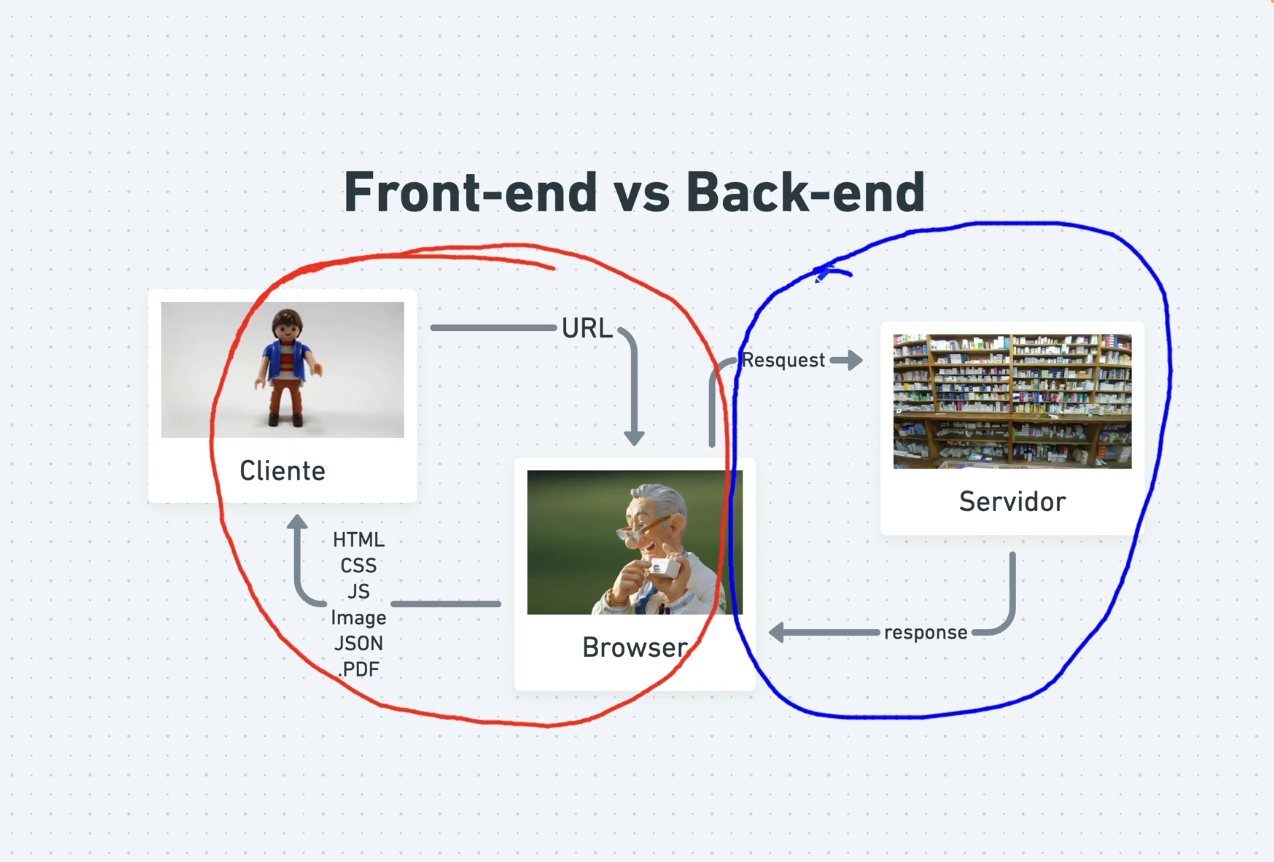 Front-end vs Back-end
URL
Resquest
Cliente
Servidor
HTML
CSS
JS
Image
JSON
.PDF
Browser
response